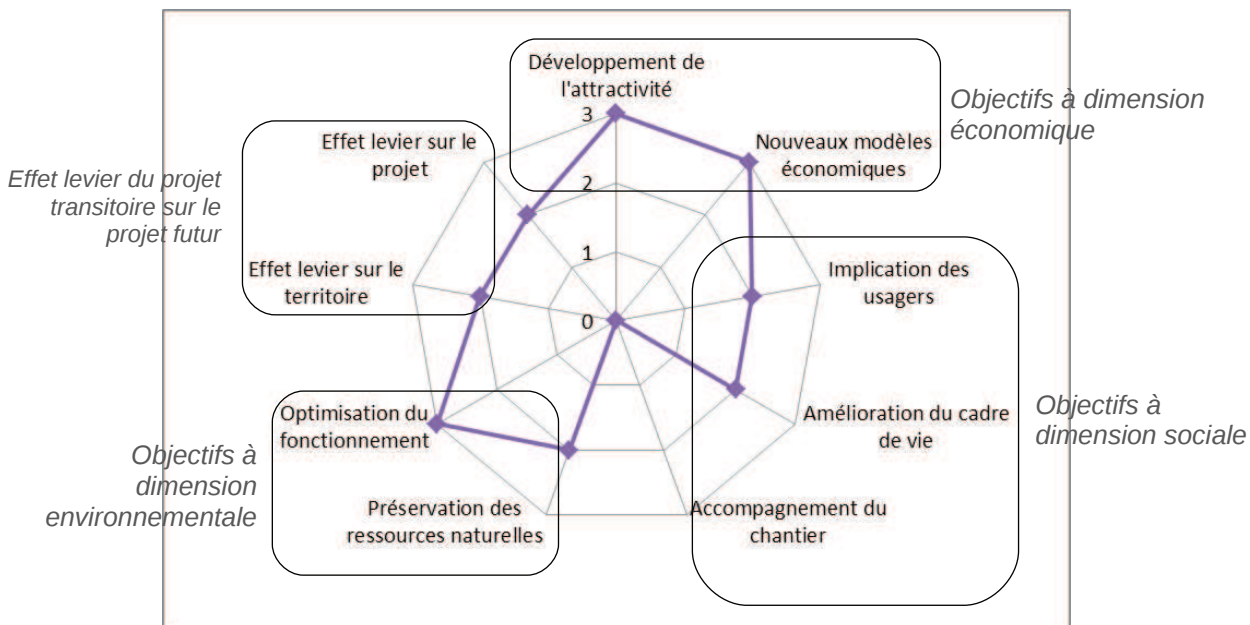 Développement de
l'attractivité
Objectifs à dimension
économique
3
Effet levier sur le
projet
Nouveaux modèles
économiques
Effet levier du projet
transitoire sur le
projet futur
2
1
Effet levier sur le
territoire
Implication des
usagers
0
Optimisation du
fonctionnement
Amélioration du cadre
de vie
Objectifs à
dimension sociale
Objectifs à
dimension
environnementale
Préservation des
ressources naturelles
Accompagnement du
chantier